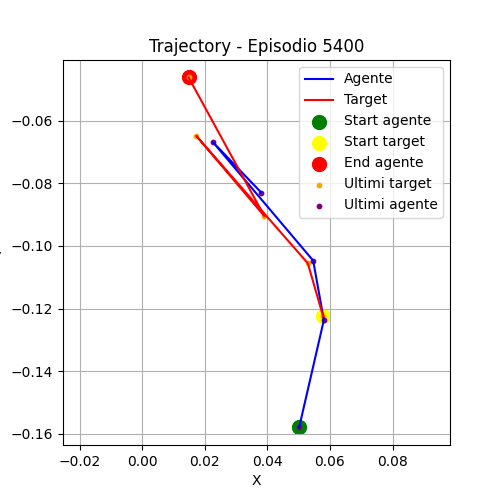 Trajectory - Episodio 5400
Agente
Target
Start agente
Start target
End agente
Ultimi target
Ultimi agente
−0.06
−0.08
−0.10
−0.12
−0.14
−0.16
−0.02
0.00
0.02
0.04
0.06
0.08
X